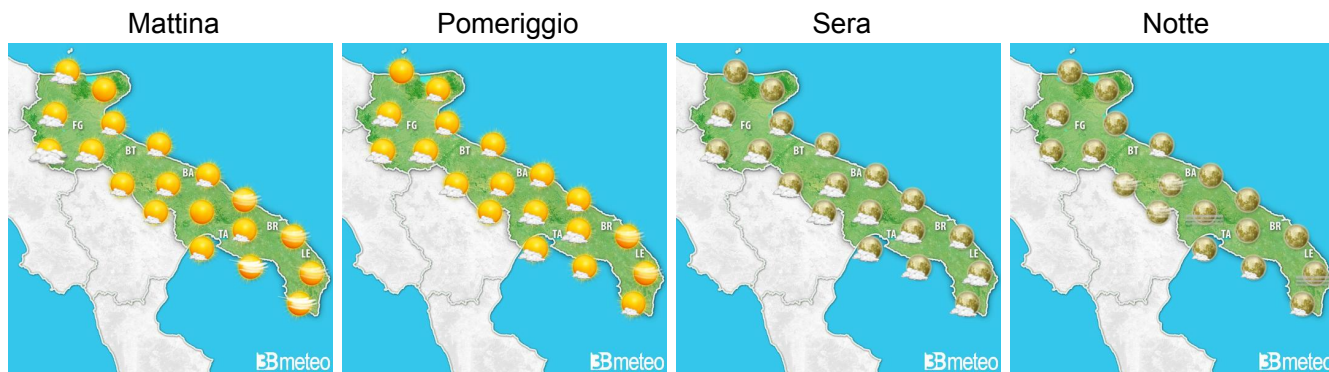 Mattina
Pomeriggio
Sera
Notte
FG
BT
BA
BR
TA
LE
3Bmeteo
FG
BT
BA
BR
TA
LE
3Bmeteo
FG
BT
BA
BR
TA
LE
3Bmeteo
FG
BT
BA
BR
TA
LE
3Bmeteo